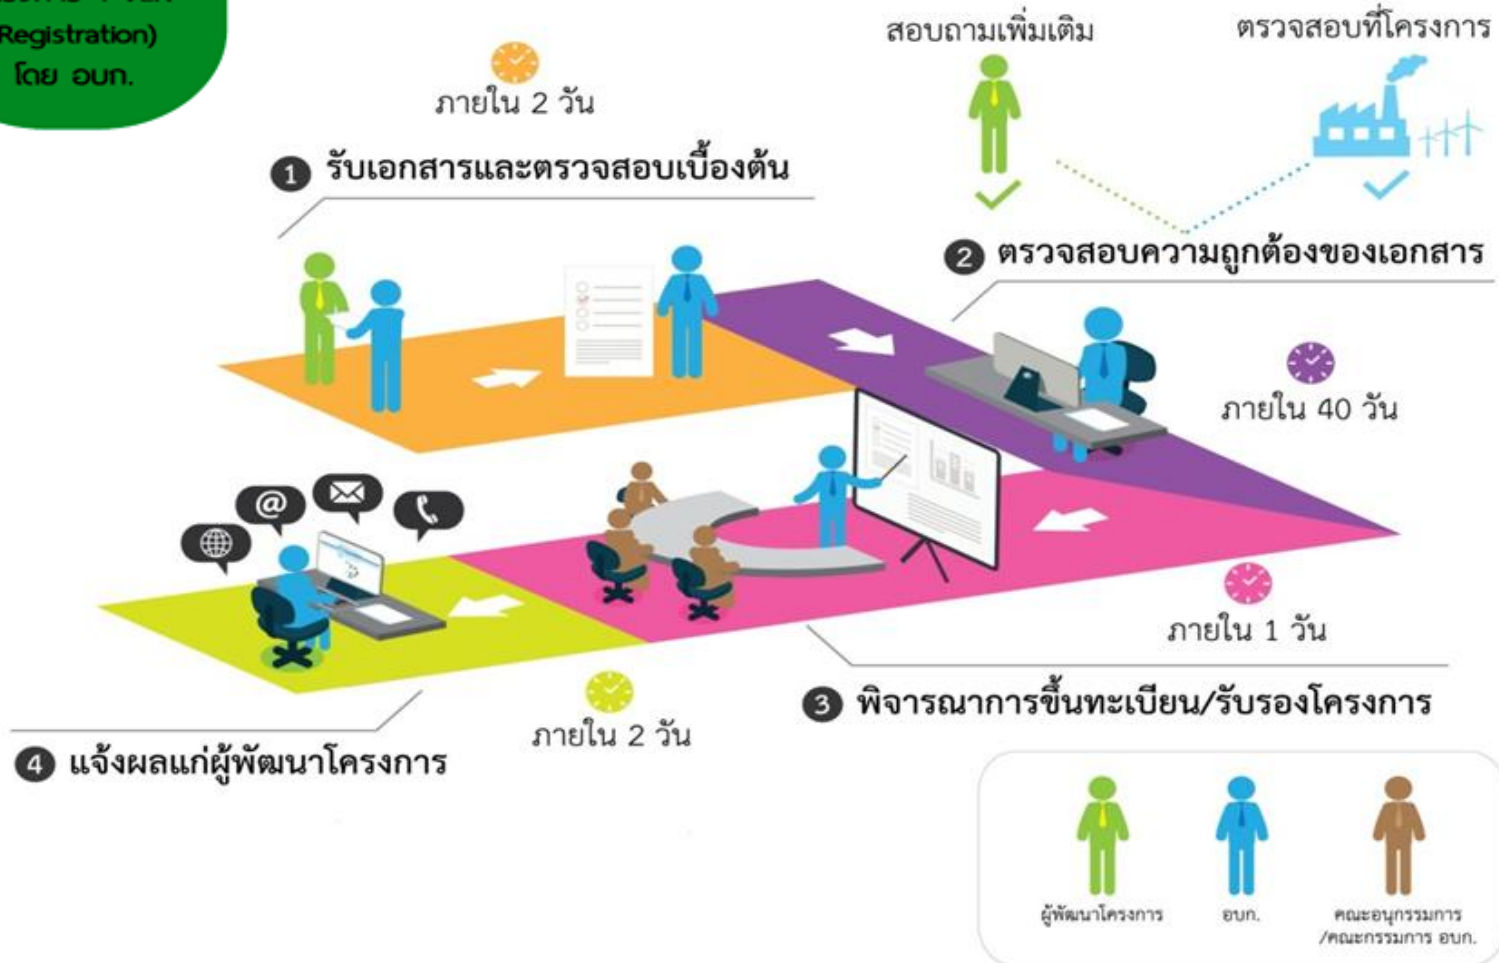 Registration)
โดย อบก.
ภายใน 2 วัน
1 รับเอกสารและตรวจสอบเบื้องต้น
สอบถามเพิ่มเติม
ตรวจสอบที่โครงการ
2 ตรวจสอบความถูกต้องของเอกสาร
ภายใน 40 วัน
@
ภายใน 1 วัน
3 พิจารณาการขึ้นทะเบียน/รับรองโครงการ
ภายใน 2 วัน
4 แจ้งผลแก่ผู้พัฒนาโครงการ
ผู้พัฒนาโครงการ
อบก.
คณะอนุกรรมการ
/คณะกรรมการ อบก.